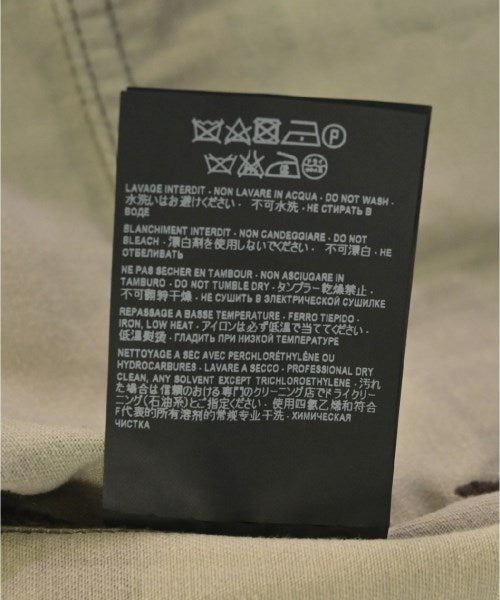 LAVAGE INTERDIT - NON LAVARE IN ACQUA - DO NOT WASH -
水洗いはお避けください · 不可水洗 - НЕ СТИРАТЬ В
ВОДЕ
BLANCHIMENT INTERDIT - NON CANDEGGIARE - DO NOT
BLEACH - 漂白剤を使用しないでください · 不可漂白 - НЕ
ОТБЕЛИВАТЬ
NE PAS SECHER EN TAMBOUR - NON ASCIUGARE IN
TAMBURO - DO NOT TUMBLE DRY - タンブラー乾燥禁止 -
不可翻转干燥 - НЕ СУШИТЬ В ЭЛЕКТРИЧЕСКОЙ СУШИЛКЕ
REPASSAGE A BASSE TEMPERATURE - FERRO TIEPIDO -
IRON, LOW HEAT - アイロンは必ず低温で当ててください ·
低温熨烫 - ГЛАДИТЬ ПРИ НИЗКОЙ ТЕМПЕРАТУРЕ
NETTOYAGE A SEC AVEC PERCHLORÉTHYLÈNE OU
HYDROCARBURES - LAVARE A SECCO - PROFESSIONAL DRY
CLEAN, ANY SOLVENT EXCEPT TRICHLOROETHYLENE - 汚れ
た場合は信頼のおける専門のクリーニング店でドライクリー
ニング(石油系)とご指定ください · 使用四氯乙烯和符合
F代表的所有溶剂的常规专业干洗 - ХИМИЧЕСКАЯ
ЧИСТКА